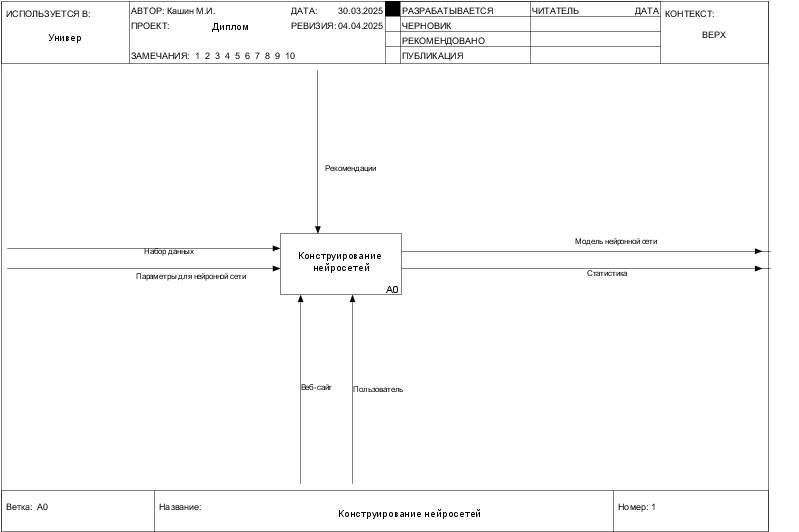 ИСПОЛЬЗУЕТСЯ В:
Универ
АВТОР: Кашин М.И.
ДАТА: 30.03.2025
ПРОЕКТ: Диплом
РЕВИЗИЯ: 04.04.2025
ЗАМЕЧАНИЯ: 1 2 3 4 5 6 7 8 9 10
РАЗРАБАТЫВАЕТСЯ
ЧЕРНОВИК
РЕКОМЕНДОВАНО
ПУБЛИКАЦИЯ
ЧИТАТЕЛЬ ДАТА
КОНТЕКСТ:
ВЕРХ
Рекомендации
Набор данных
Параметры для нейронной сети
Конструирование
нейросетей
A0
Модель нейронной сети
Статистика
Веб-сайт
Пользователь
Ветка: A0
Название:
Конструирование нейросетей
Номер: 1